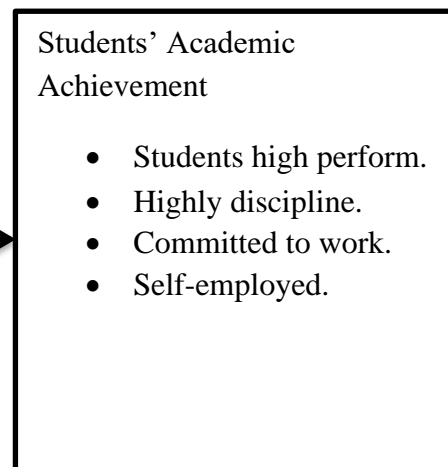 Students’ Academic
Achievement
• Students high perform.
• Highly discipline.
• Committed to work.
• Self-employed.